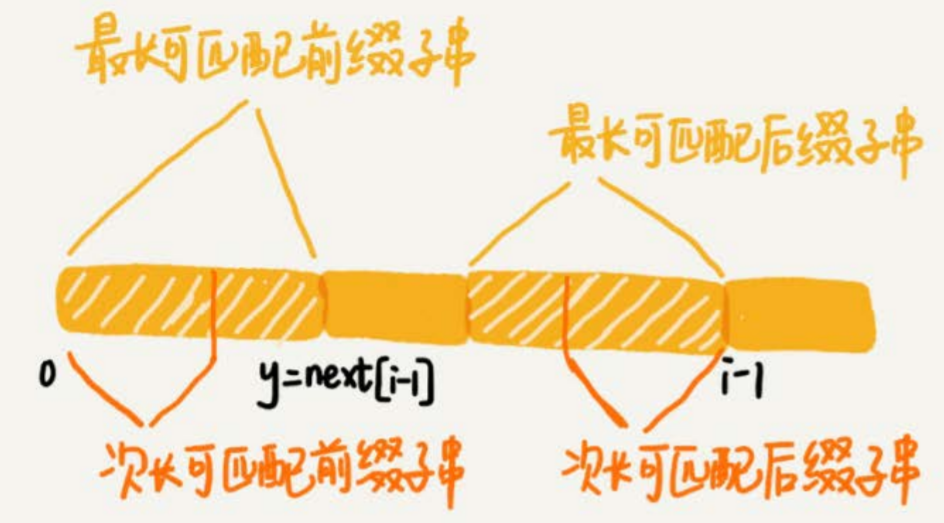 最长可匹配前缀子串
最长可匹配后缀子串
0
y=next[i-1]
i-1
次长可匹配前缀子串
次长可匹配后缀子串